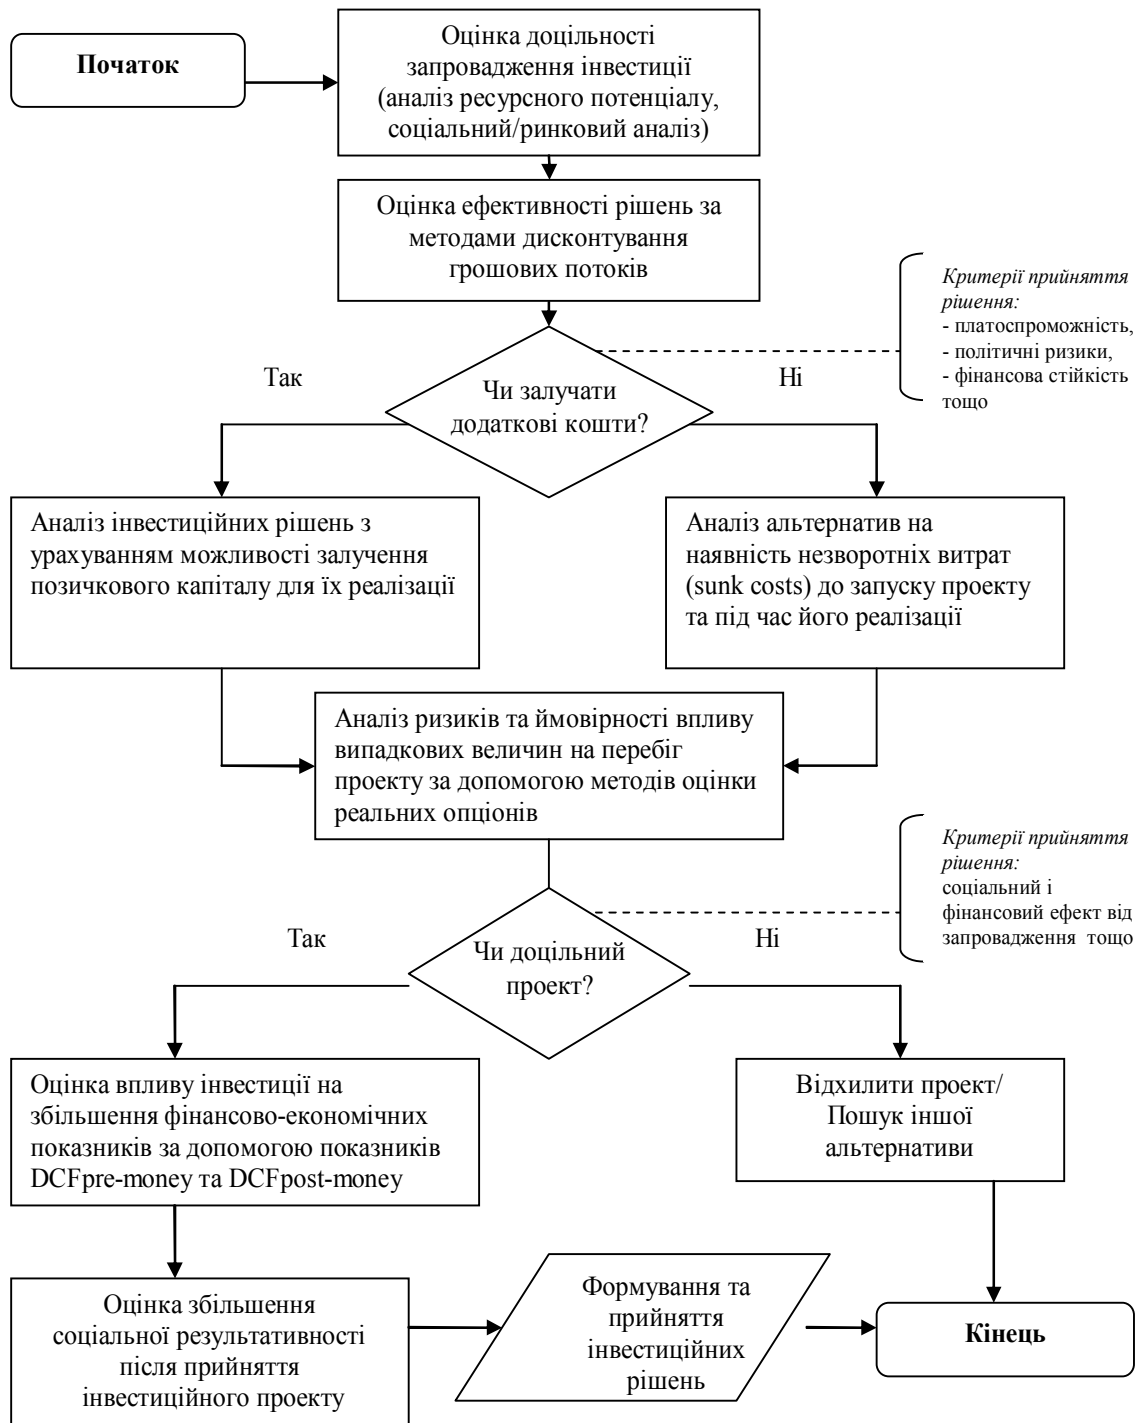 Початок
Оцінка доцільності
запровадження інвестиції
(аналіз ресурсного потенціалу,
соціальний/ринковий аналіз)
Оцінка ефективності рішень за
методами дисконтування
грошових потоків
Критерії прийняття
рішення:
- платоспроможність,
- політичні ризики,
- фінансова стійкість
тощо
Так
Ні
Чи залучати
додаткові кошти?
Аналіз інвестиційних рішень з
урахуванням можливості залучення
позичкового капіталу для їх реалізації
Аналіз альтернатив на
наявність незворотніх витрат
(sunk costs) до запуску проекту
та під час його реалізації
Аналіз ризиків та ймовірності впливу
випадкових величин на перебіг
проекту за допомогою методів оцінки
реальних опціонів
Критерії прийняття
рішення:
соціальний і
фінансовий ефект від
запровадження тощо
Так
Ні
Чи доцільний
проект?
Оцінка впливу інвестиції на
збільшення фінансово-економічних
показників за допомогою показників
DCFpre-money та DCFpost-money
Відхилити проект/
Пошук іншої
альтернативи
Оцінка збільшення
соціальної результативності
після прийняття
інвестиційного проекту
Формування та
прийняття
інвестиційних
рішень
Кінець